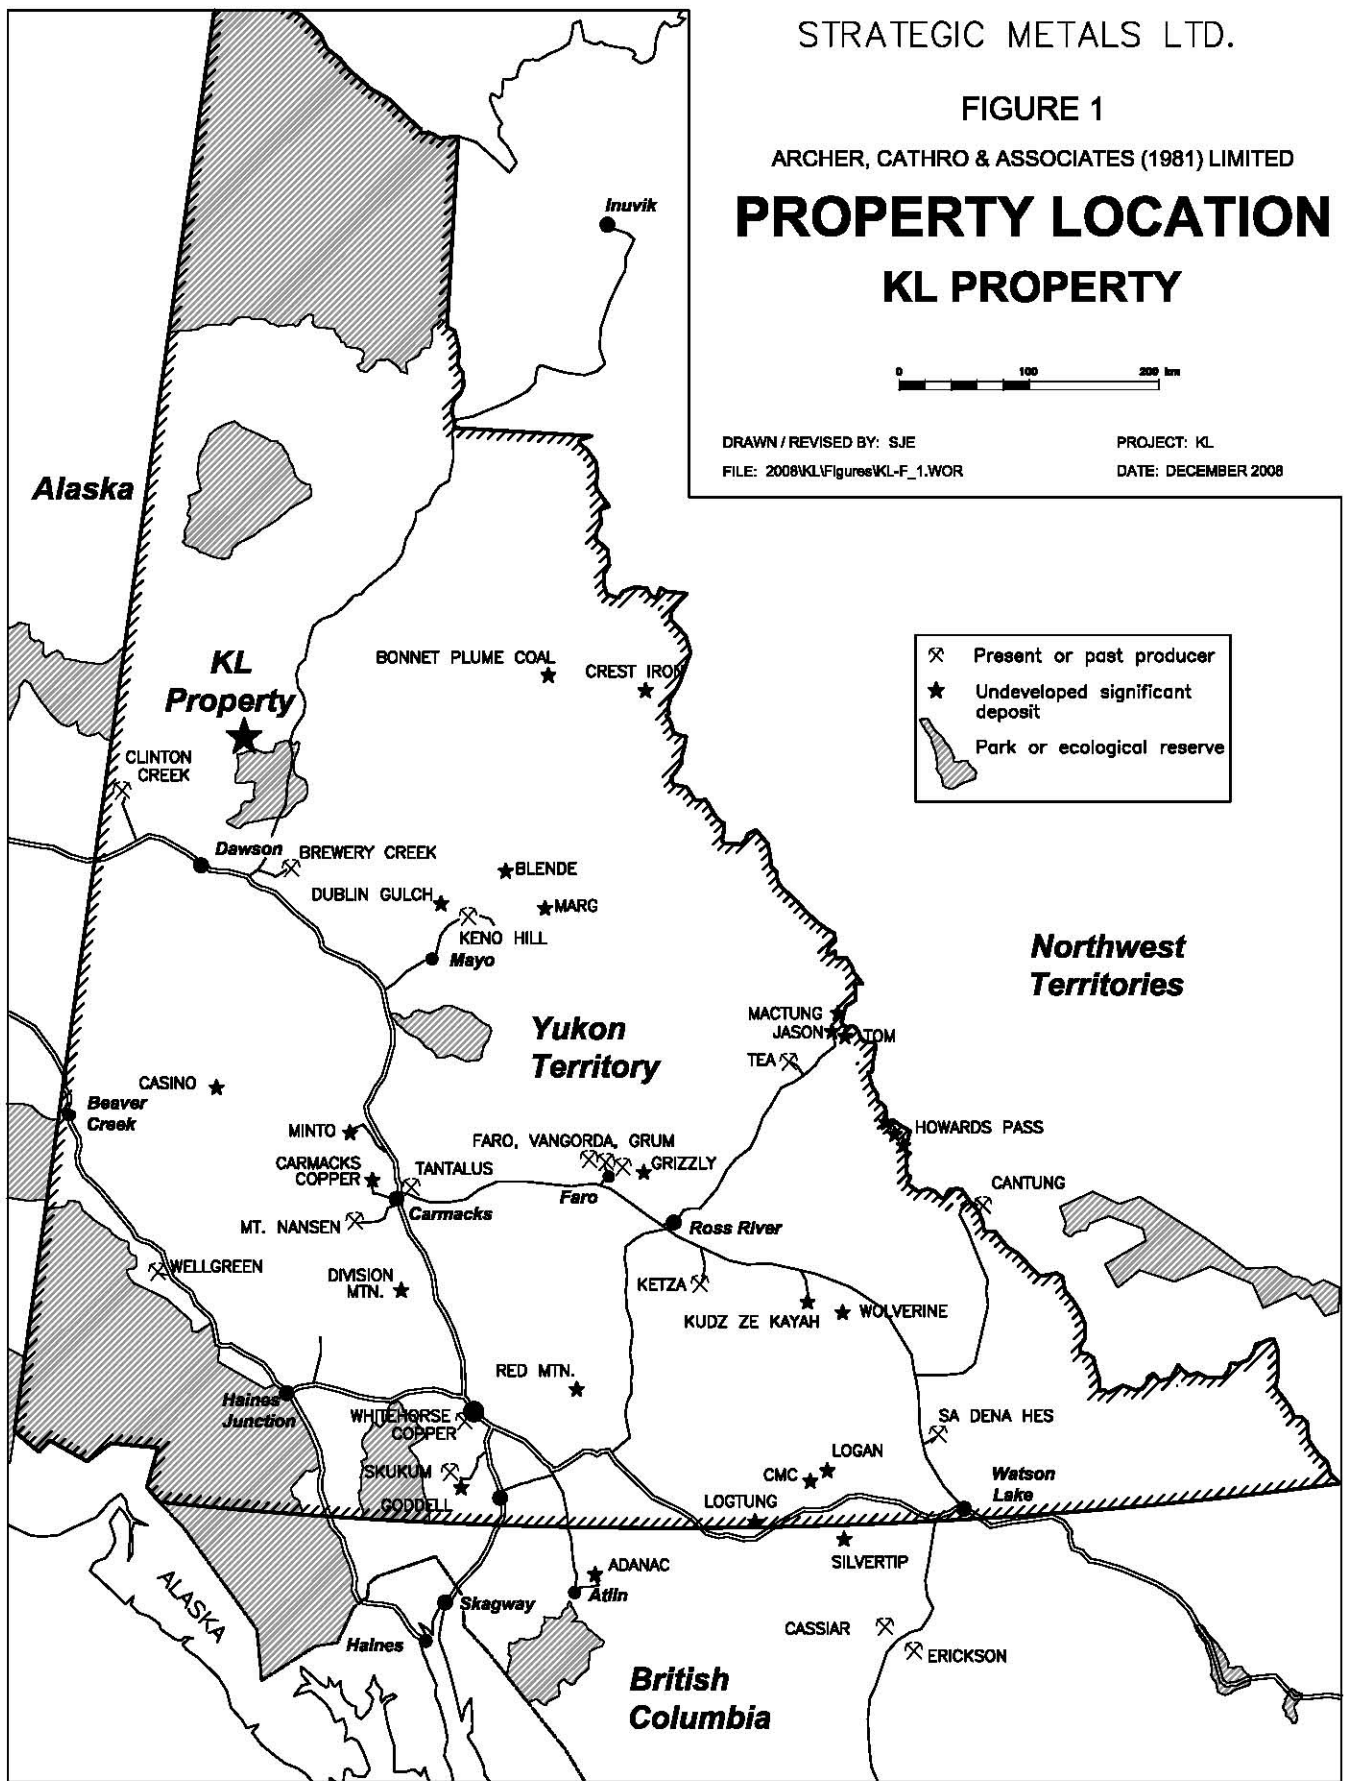 STRATEGIC METALS LTD.
FIGURE 1
ARCHER, CATHRO & ASSOCIATES (1981) LIMITED
PROPERTY LOCATION
KL PROPERTY
0 100 200 km
DRAWN / REVISED BY: SJE
PROJECT: KL
FILE: 2008\KL\Figures\KL-F_1.WOR
DATE: DECEMBER 2008
Inuvik
Alaska
Present or past producer
Undeveloped significant
deposit
Park or ecological reserve
KL
Property
BONNET PLUME COAL
CREST IRON
CLINTON
CREEK
Dawson
BREWERY CREEK
BLENDE
DUBLIN GULCH
MARG
KENO HILL
Mayo
Northwest
Territories
Yukon
Territory
MACTUNG
JASON
TOM
TEA
CASINO
Beaver
Creek
MINTO
HOWARDS PASS
FARO, VANGORDA, GRUM
GRIZZLY
CARMACKS
COPPER
TANTALUS
CANTUNG
Faro
Carmacks
MT. NANSEN
Ross River
WELLGREEN
DIVISION
MTN.
KETZA
KUDZ ZE KAYAH
WOLVERINE
RED MTN.
Haines
Junction
WHITEHORSE
COPPER
SA DENA HES
SKUKUM
GODDELL
LOGAN
CMC
LOGTUNG
Watson
Lake
SILVERTIP
ADANAC
Atlin
ALASKA
Skagway
Haines
CASSIAR
ERICKSON
British
Columbia